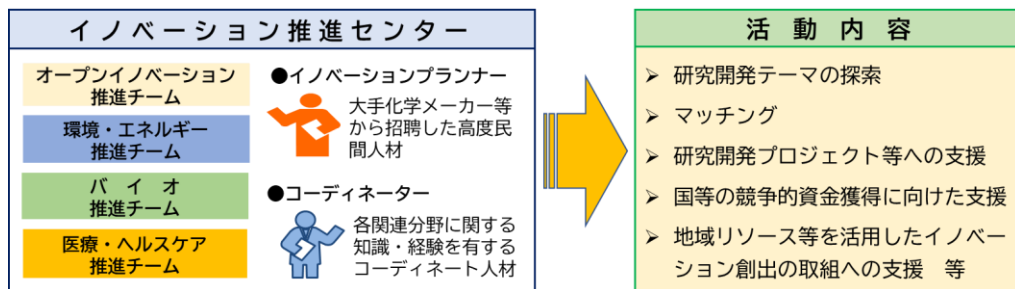 イノベーション推進センター
オープンイノベーション
推進チーム
環境・エネルギー
推進チーム
バイオ
推進チーム
医療・ヘルスケア
推進チーム
●イノベーションプランナー
大手化学メーカー等
から招聘した高度民
間人材
●コーディネーター
各関連分野に関する
知識・経験を有する
コーディネート人材
活動内容
➢ 研究開発テーマの探索
➢ マッチング
➢ 研究開発プロジェクト等への支援
➢ 国等の競争的資金獲得に向けた支援
➢ 地域リソース等を活用したイノベー
ション創出の取組への支援 等